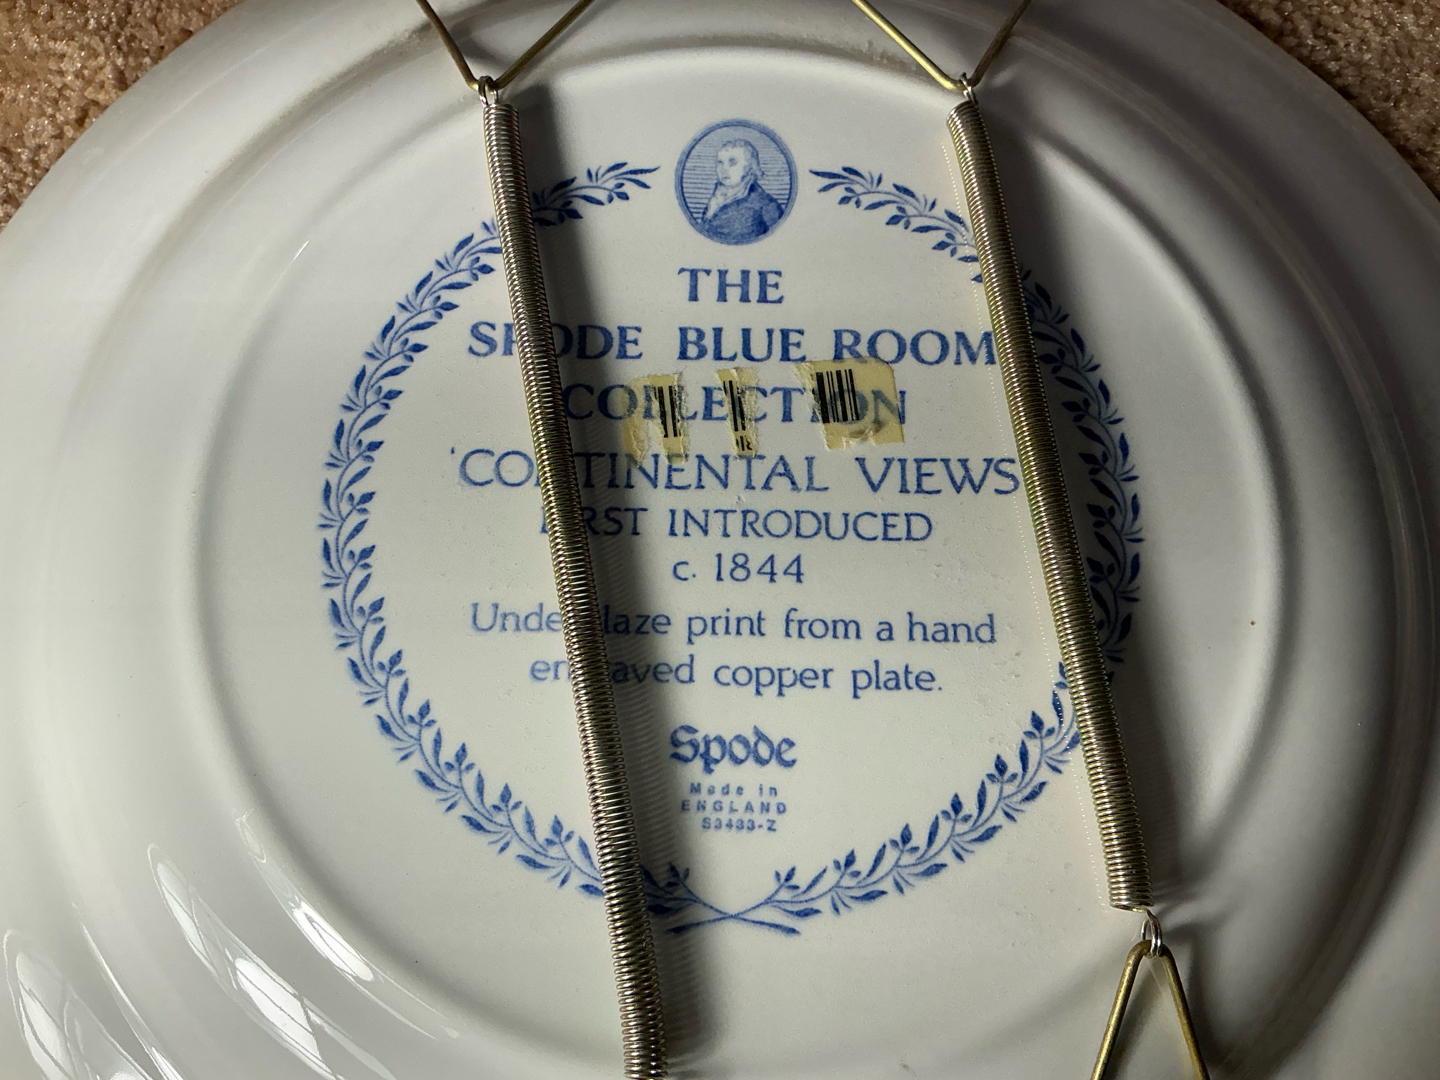 THE
SPODE BLUE ROOM
COLLECTION
'CONTINENTAL VIEWS
FIRST INTRODUCED
c. 1844
Underglaze print from a hand
engraved copper plate.
Spode
Made in
ENGLAND
S3433-Z